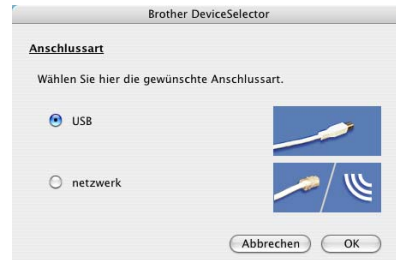 Brother DeviceSelector
Anschlussart
Wählen Sie hier die gewünschte Anschlussart.
USB
netzwerk
Abbrechen
OK